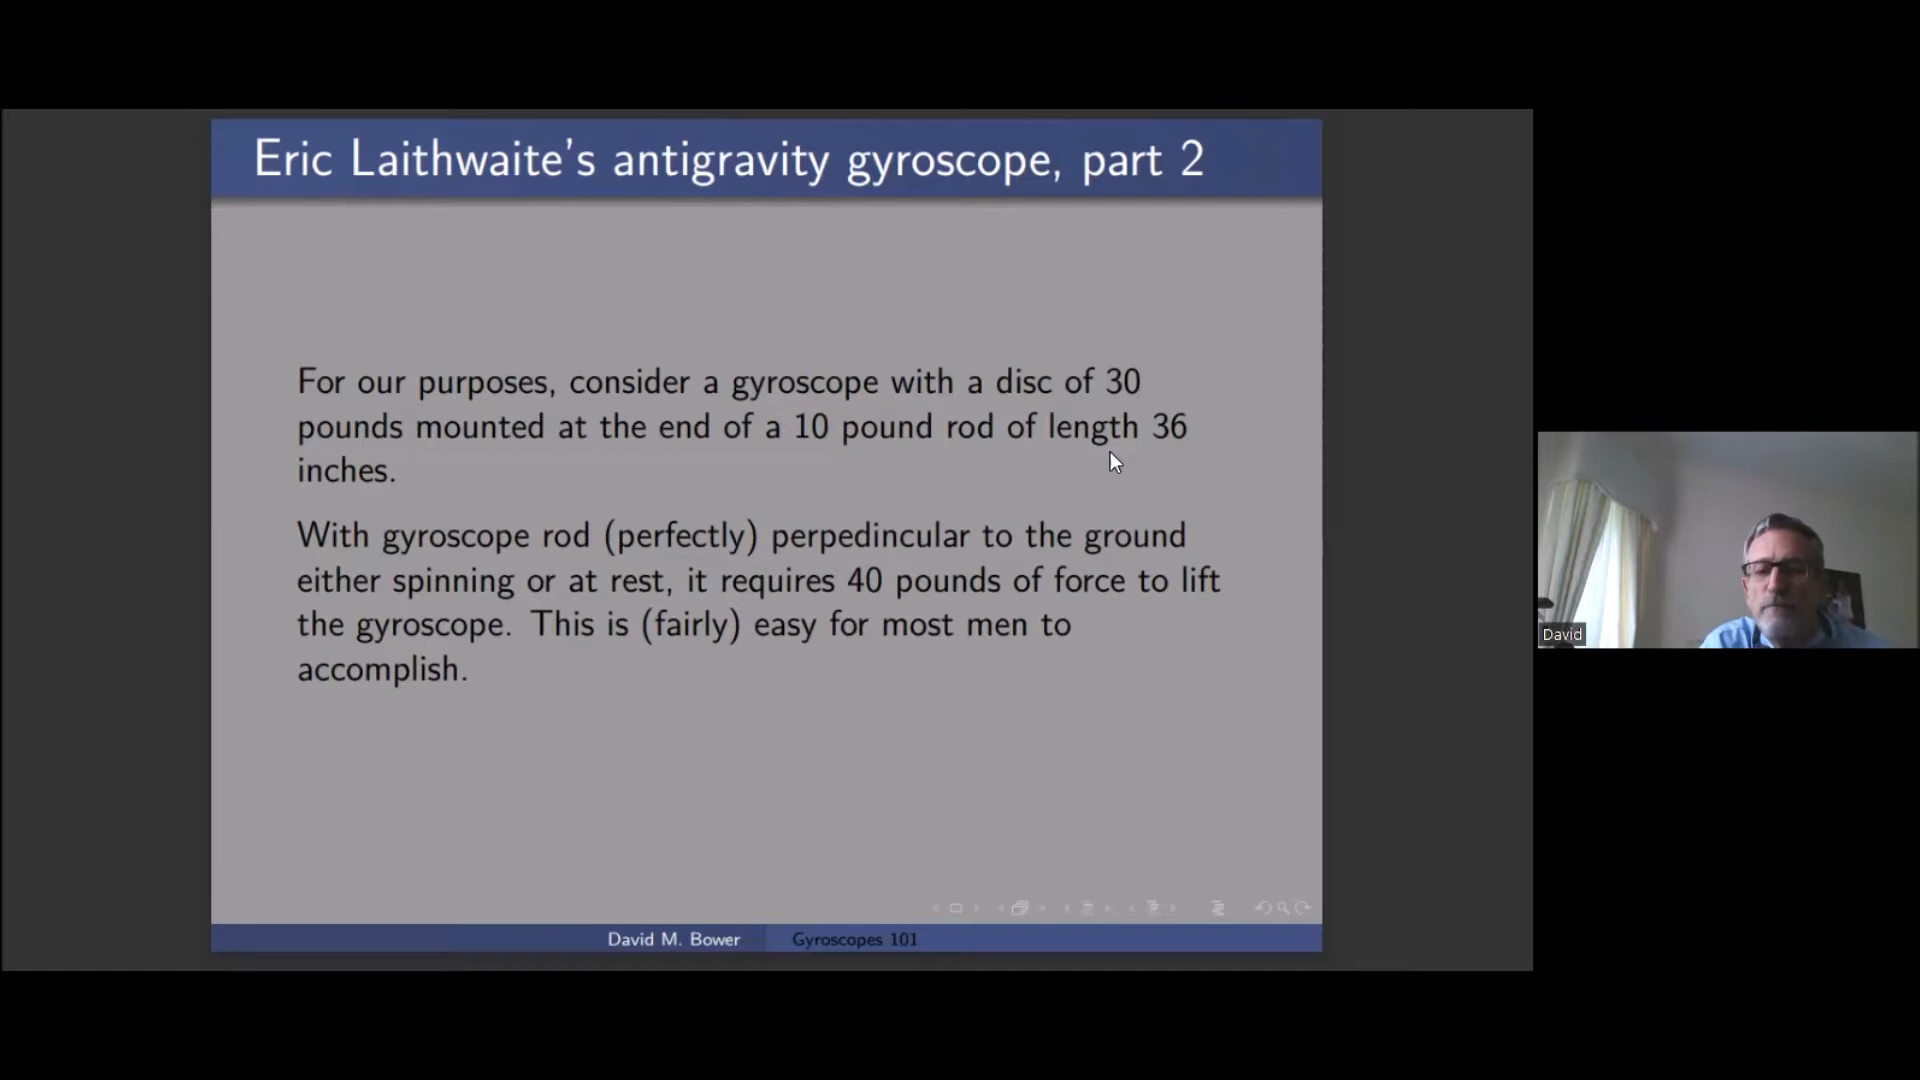 Eric Laithwaite's antigravity gyroscope, part 2
For our purposes, consider a gyroscope with a disc of 30
pounds mounted at the end of a 10 pound rod of length 36
inches.
With gyroscope rod (perfectly) perpedincular to the ground
either spinning or at rest, it requires 40 pounds of force to lift
the gyroscope. This is (fairly) easy for most men to
accomplish.
David
David M. Bower
Gyroscopes 101